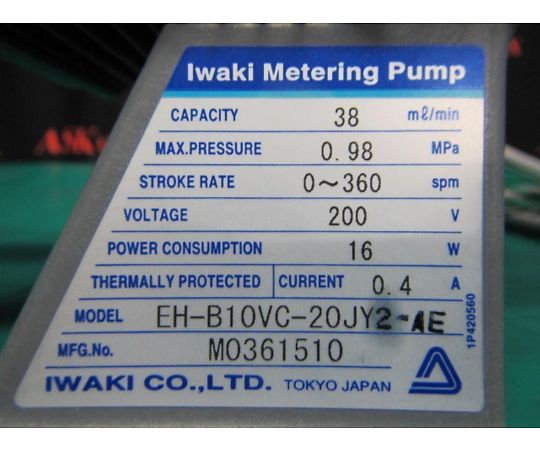 Iwaki Metering Pump
CAPACITY 38 mℓ/min
MAX.PRESSURE 0.98 MPa
STROKE RATE 0～360 spm
VOLTAGE 200 V
POWER CONSUMPTION 16 W
THERMALLY PROTECTED CURRENT 0.4 A
MODEL EH-B10VC-20JY2-AE
MFG.No. M0361510
IWAKI CO.,LTD. TOKYO JAPAN
1P420560